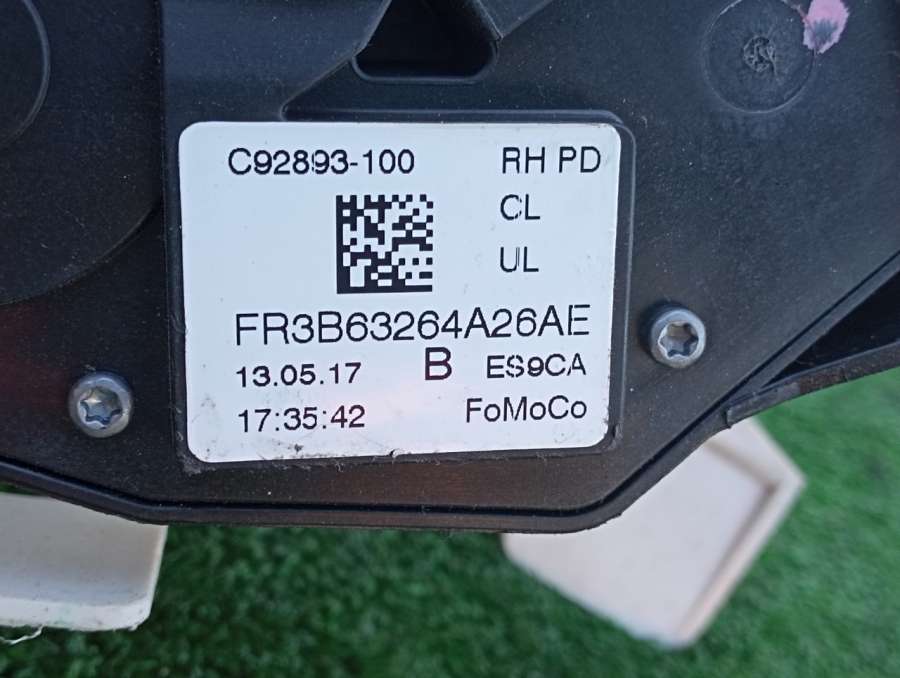 C92893-100 RH PD
CL
UL
FR3B63264A26AE
13.05.17 B ES9CA
17:35:42 FoMoCo